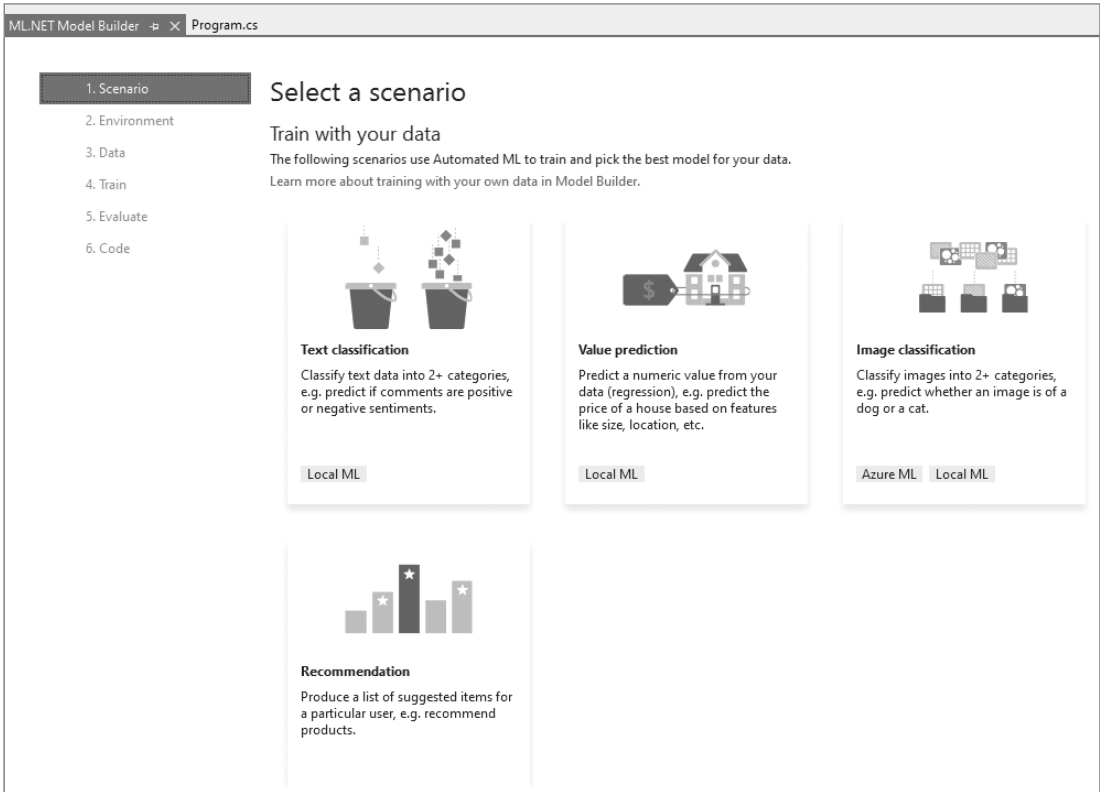 ML.NET Model Builder
Program.cs
1. Scenario
2. Environment
3. Data
4. Train
5. Evaluate
6. Code
Select a scenario
Train with your data
The following scenarios use Automated ML to train and pick the best model for your data.
Learn more about training with your own data in Model Builder.
Text classification
Classify text data into 2+ categories,
e.g. predict if comments are positive
or negative sentiments.
Local ML
$
Value prediction
Predict a numeric value from your
data (regression), e.g. predict the
price of a house based on features
like size, location, etc.
Local ML
Image classification
Classify images into 2+ categories,
e.g. predict whether an image is of a
dog or a cat.
Azure ML
Local ML
Recommendation
Produce a list of suggested items for
a particular user, e.g. recommend
products.